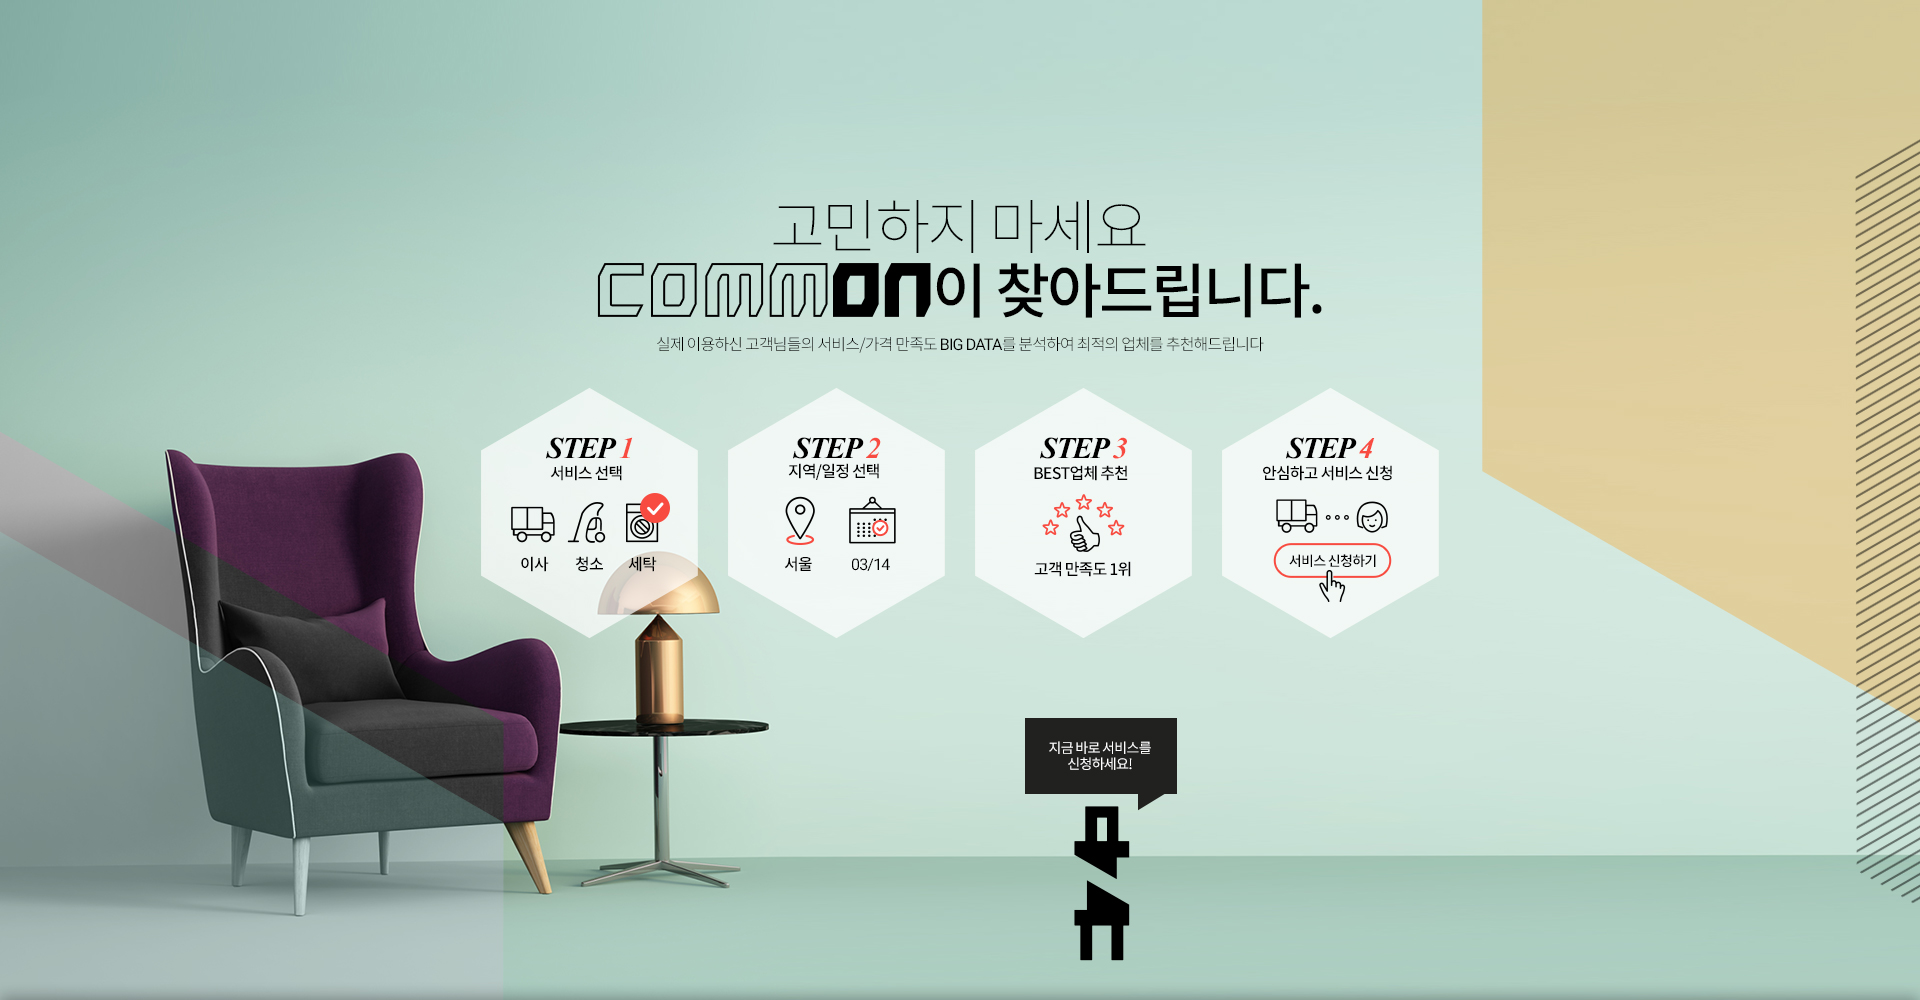 고민하지 마세요
COMMON이 찾아드립니다.
실제 이용하신 고객님들의 서비스/가격 만족도 BIG DATA를 분석하여 최적의 업체를 추천해드립니다
STEP 1
서비스 선택
이사 청소 세탁
STEP 2
지역/일정 선택
서울 03/14
STEP 3
BEST업체 추천
고객 만족도 1위
STEP 4
안심하고 서비스 신청
서비스 신청하기
지금 바로 서비스를
신청하세요!